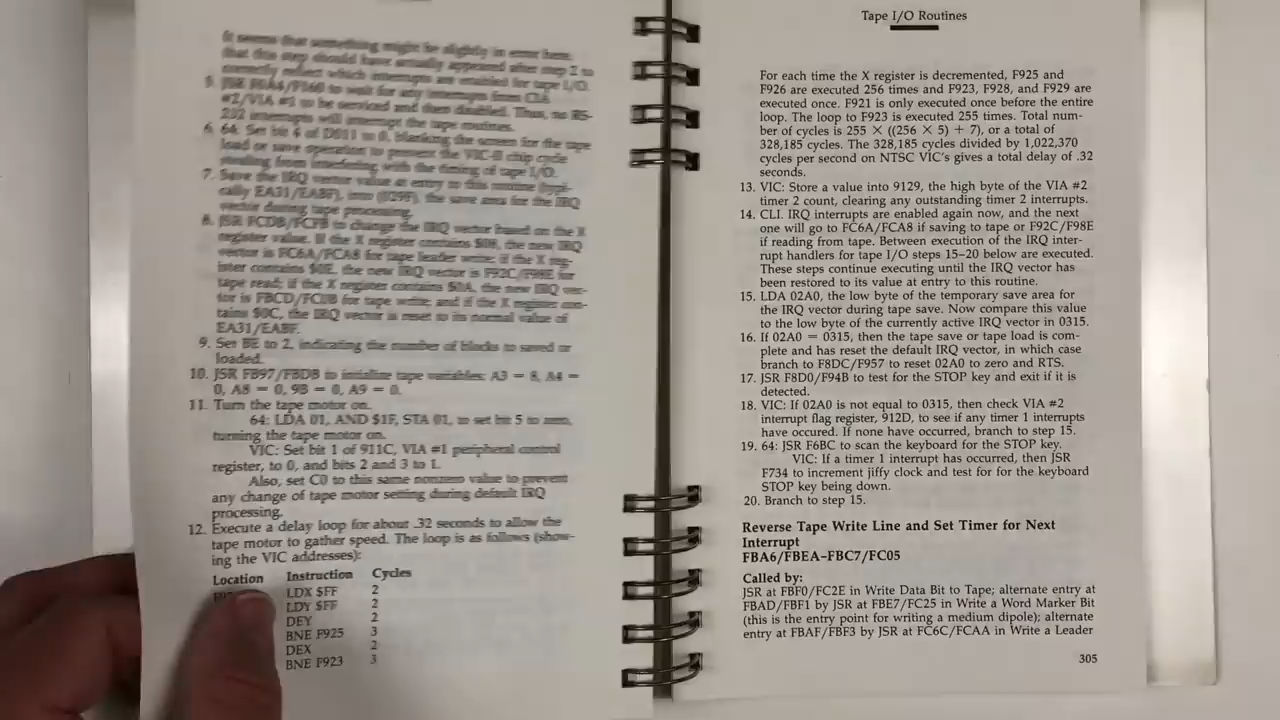 It seems that something might be slightly in error here,
that this step should have actually appeared after step 2 to
correctly reflect which interrupts are enabled for tape I/O.
5. JSR to wait for any interrupts from CIA
#2/VIA #1 to be serviced and then disabled. Thus, no RS-
232 interrupts will interrupt the tape routines.
6. 64: Set bit 4 of D011 to 0, blanking the screen for the tape
load or save operation to prevent the VIC-II chip cycle
stealing from interfering with the timing of tape I/O.
7. Save the IRQ vector value at entry to this routine (typi-
cally EA31/EABF), into (029F), the save area for the IRQ
vector during tape processing.
8. JSR FCDB/FCFB to change the IRQ vector based on the X
register value. If the X register contains $08, the new IRQ
vector is FC6A/FCA8 for tape leader write; if the X reg-
ister contains $0E, the new IRQ vector is F92C/F98E for
tape read; if the X register contains $0A, the new IRQ vec-
tor is FBCD/FC0B for tape write; and if the X register con-
tains $0C, the IRQ vector is reset to its normal value of
EA31/EABF.
9. Set BE to 2, indicating the number of blocks to saved or
loaded.
10. JSR FB97/FBDB to initialize tape variables: A3 = 8, A4 =
0, A8 = 0, 9B = 0, A9 = 0.
11. Turn the tape motor on.
64: LDA 01, AND $1F, STA 01, to set bit 5 to zero,
turning the tape motor on.
VIC: Set bit 1 of 911C, VIA #1 peripheral control
register, to 0, and bits 2 and 3 to 1.
Also, set C0 to this same nonzero value to prevent
any change of tape motor setting during default IRQ
processing.
12. Execute a delay loop for about .32 seconds to allow the
tape motor to gather speed. The loop is as follows (show-
ing the VIC addresses):
Location Instruction Cycles
LDX $FF 2
LDY $FF 2
DEY 2
BNE F925 3
DEX 2
BNE F923 3
Tape I/O Routines
For each time the X register is decremented, F925 and
F926 are executed 256 times and F923, F928, and F929 are
executed once. F921 is only executed once before the entire
loop. The loop to F923 is executed 255 times. Total num-
ber of cycles is 255 × ((256 × 5) + 7), or a total of
328,185 cycles. The 328,185 cycles divided by 1,022,370
cycles per second on NTSC VIC's gives a total delay of .32
seconds.
13. VIC: Store a value into 9129, the high byte of the VIA #2
timer 2 count, clearing any outstanding timer 2 interrupts.
14. CLI. IRQ interrupts are enabled again now, and the next
one will go to FC6A/FCA8 if saving to tape or F92C/F98E
if reading from tape. Between execution of the IRQ inter-
rupt handlers for tape I/O steps 15–20 below are executed.
These steps continue executing until the IRQ vector has
been restored to its value at entry to this routine.
15. LDA 02A0, the low byte of the temporary save area for
the IRQ vector during tape save. Now compare this value
to the low byte of the currently active IRQ vector in 0315.
16. If 02A0 = 0315, then the tape save or tape load is com-
plete and has reset the default IRQ vector, in which case
branch to F8DC/F957 to reset 02A0 to zero and RTS.
17. JSR F8D0/F94B to test for the STOP key and exit if it is
detected.
18. VIC: If 02A0 is not equal to 0315, then check VIA #2
interrupt flag register, 912D, to see if any timer 1 interrupts
have occured. If none have occurred, branch to step 15.
19. 64: JSR F6BC to scan the keyboard for the STOP key.
VIC: If a timer 1 interrupt has occurred, then JSR
F734 to increment jiffy clock and test for for the keyboard
STOP key being down.
20. Branch to step 15.
Reverse Tape Write Line and Set Timer for Next
Interrupt
FBA6/FBEA–FBC7/FC05
Called by:
JSR at FBF0/FC2E in Write Data Bit to Tape; alternate entry at
FBAD/FBF1 by JSR at FBE7/FC25 in Write a Word Marker Bit
(this is the entry point for writing a medium dipole); alternate
entry at FBAF/FBF3 by JSR at FC6C/FCAA in Write a Leader
305